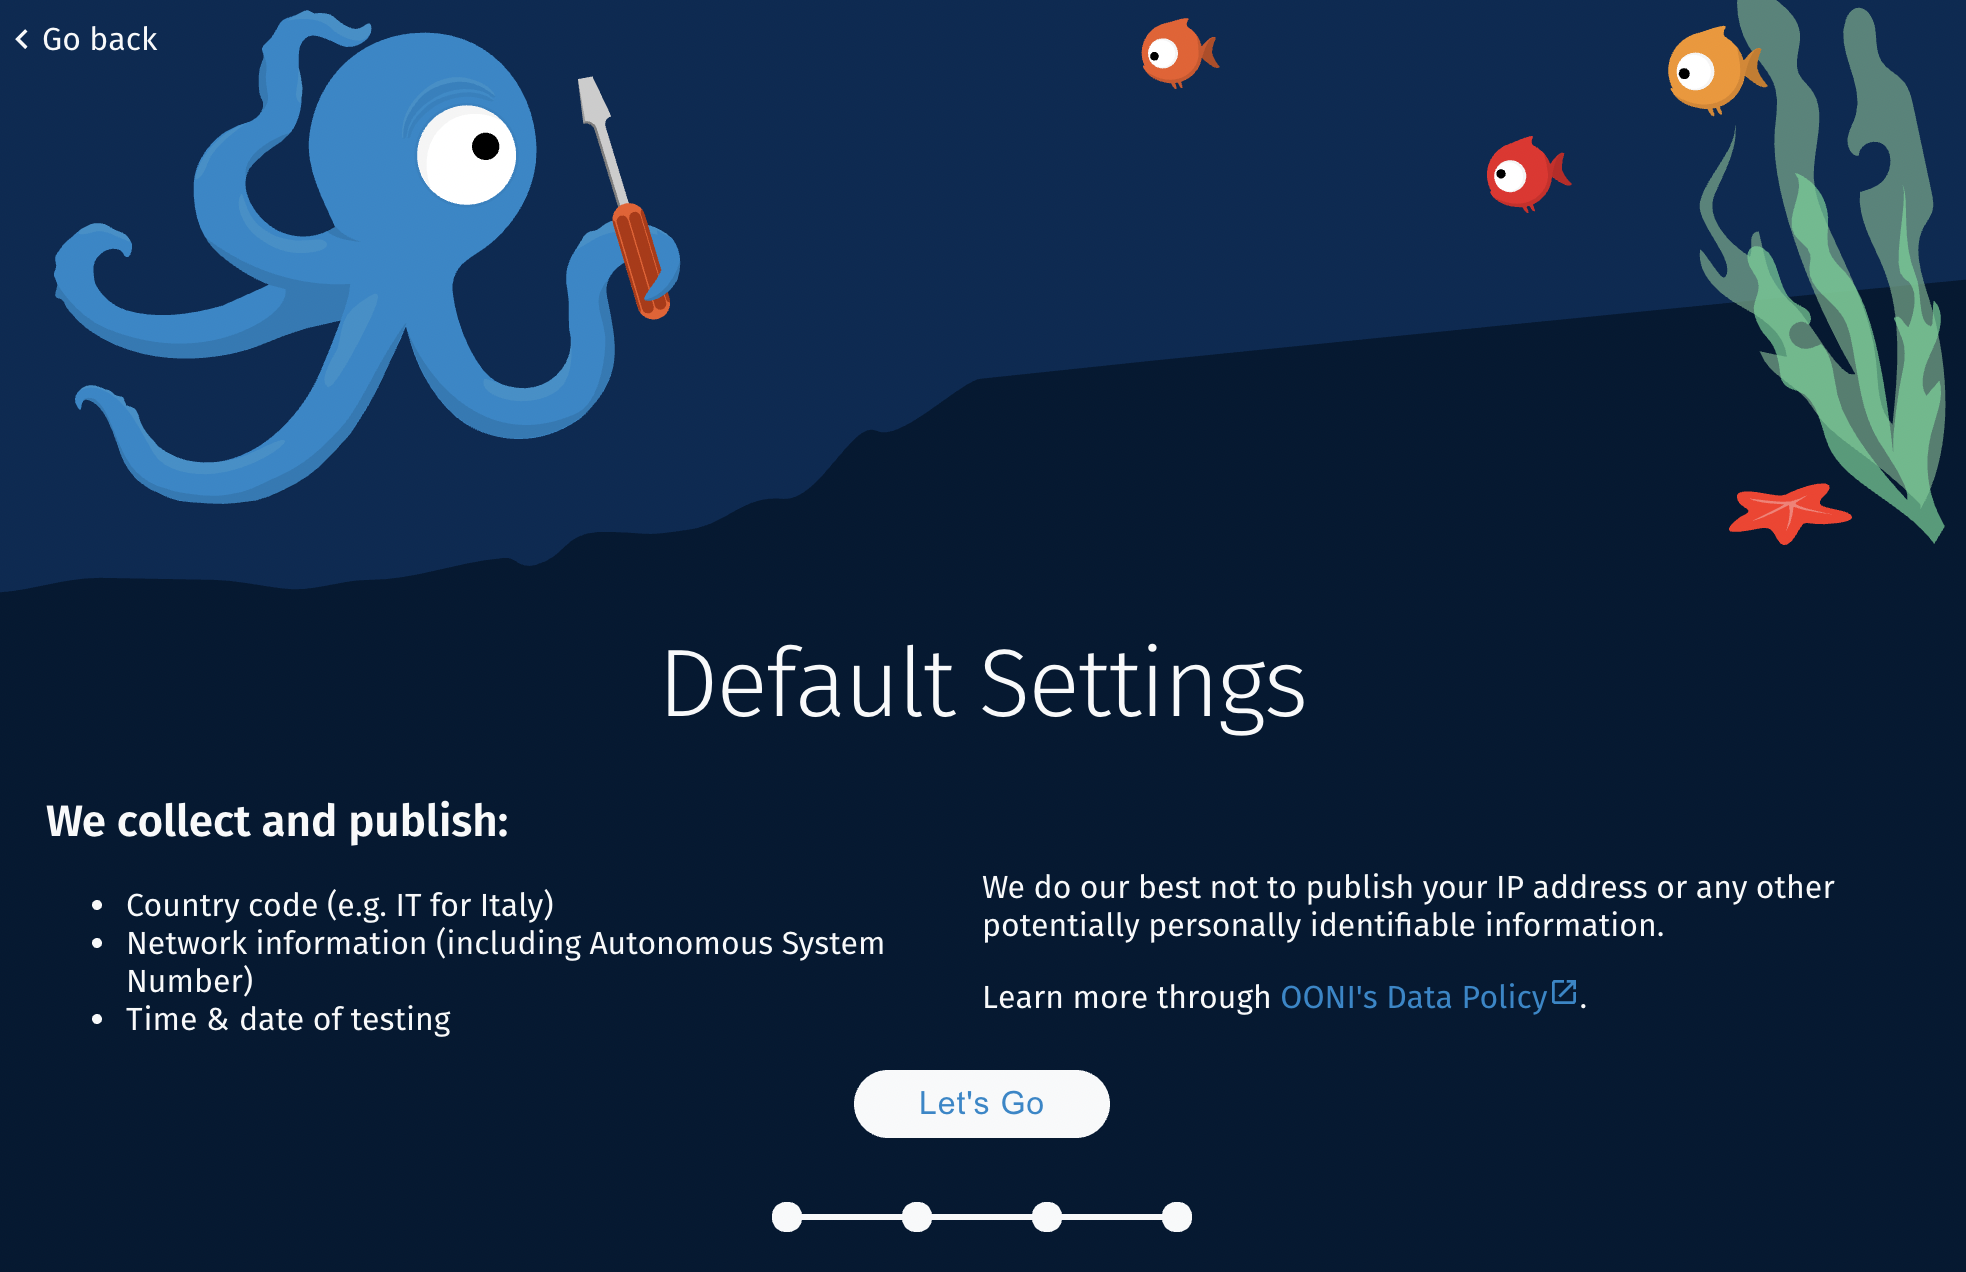 Go back
Default Settings
We collect and publish:
• Country code (e.g. IT for Italy)
• Network information (including Autonomous System
Number)
• Time & date of testing
We do our best not to publish your IP address or any other
potentially personally identifiable information.
Learn more through OONI's Data Policy.
Let's Go